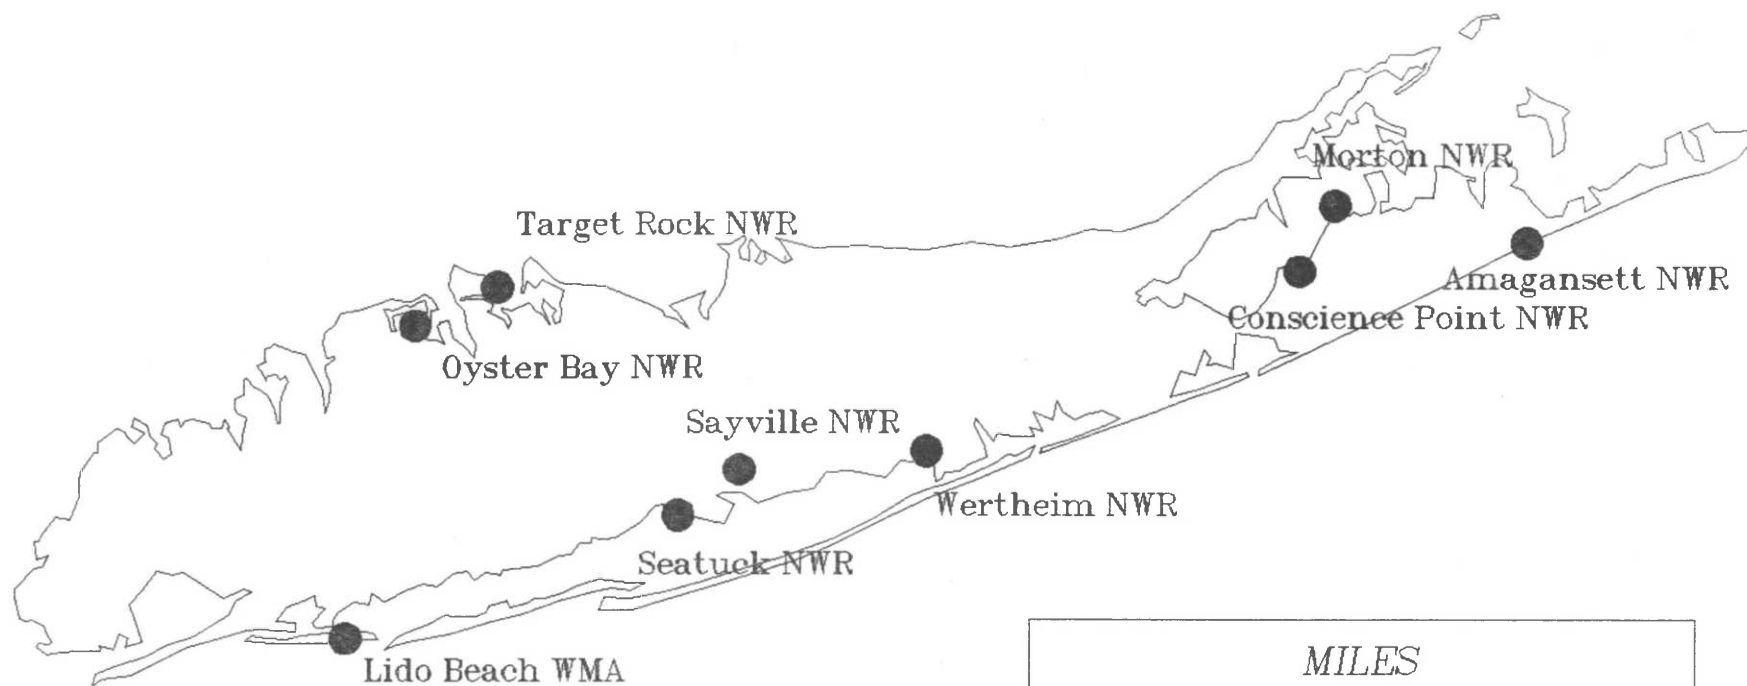 Morton NWR
Target Rock NWR
Amagansett NWR
Conscience Point NWR
Oyster Bay NWR
Sayville NWR
Wertheim NWR
Seatuck NWR
MILES
Lido Beach WMA